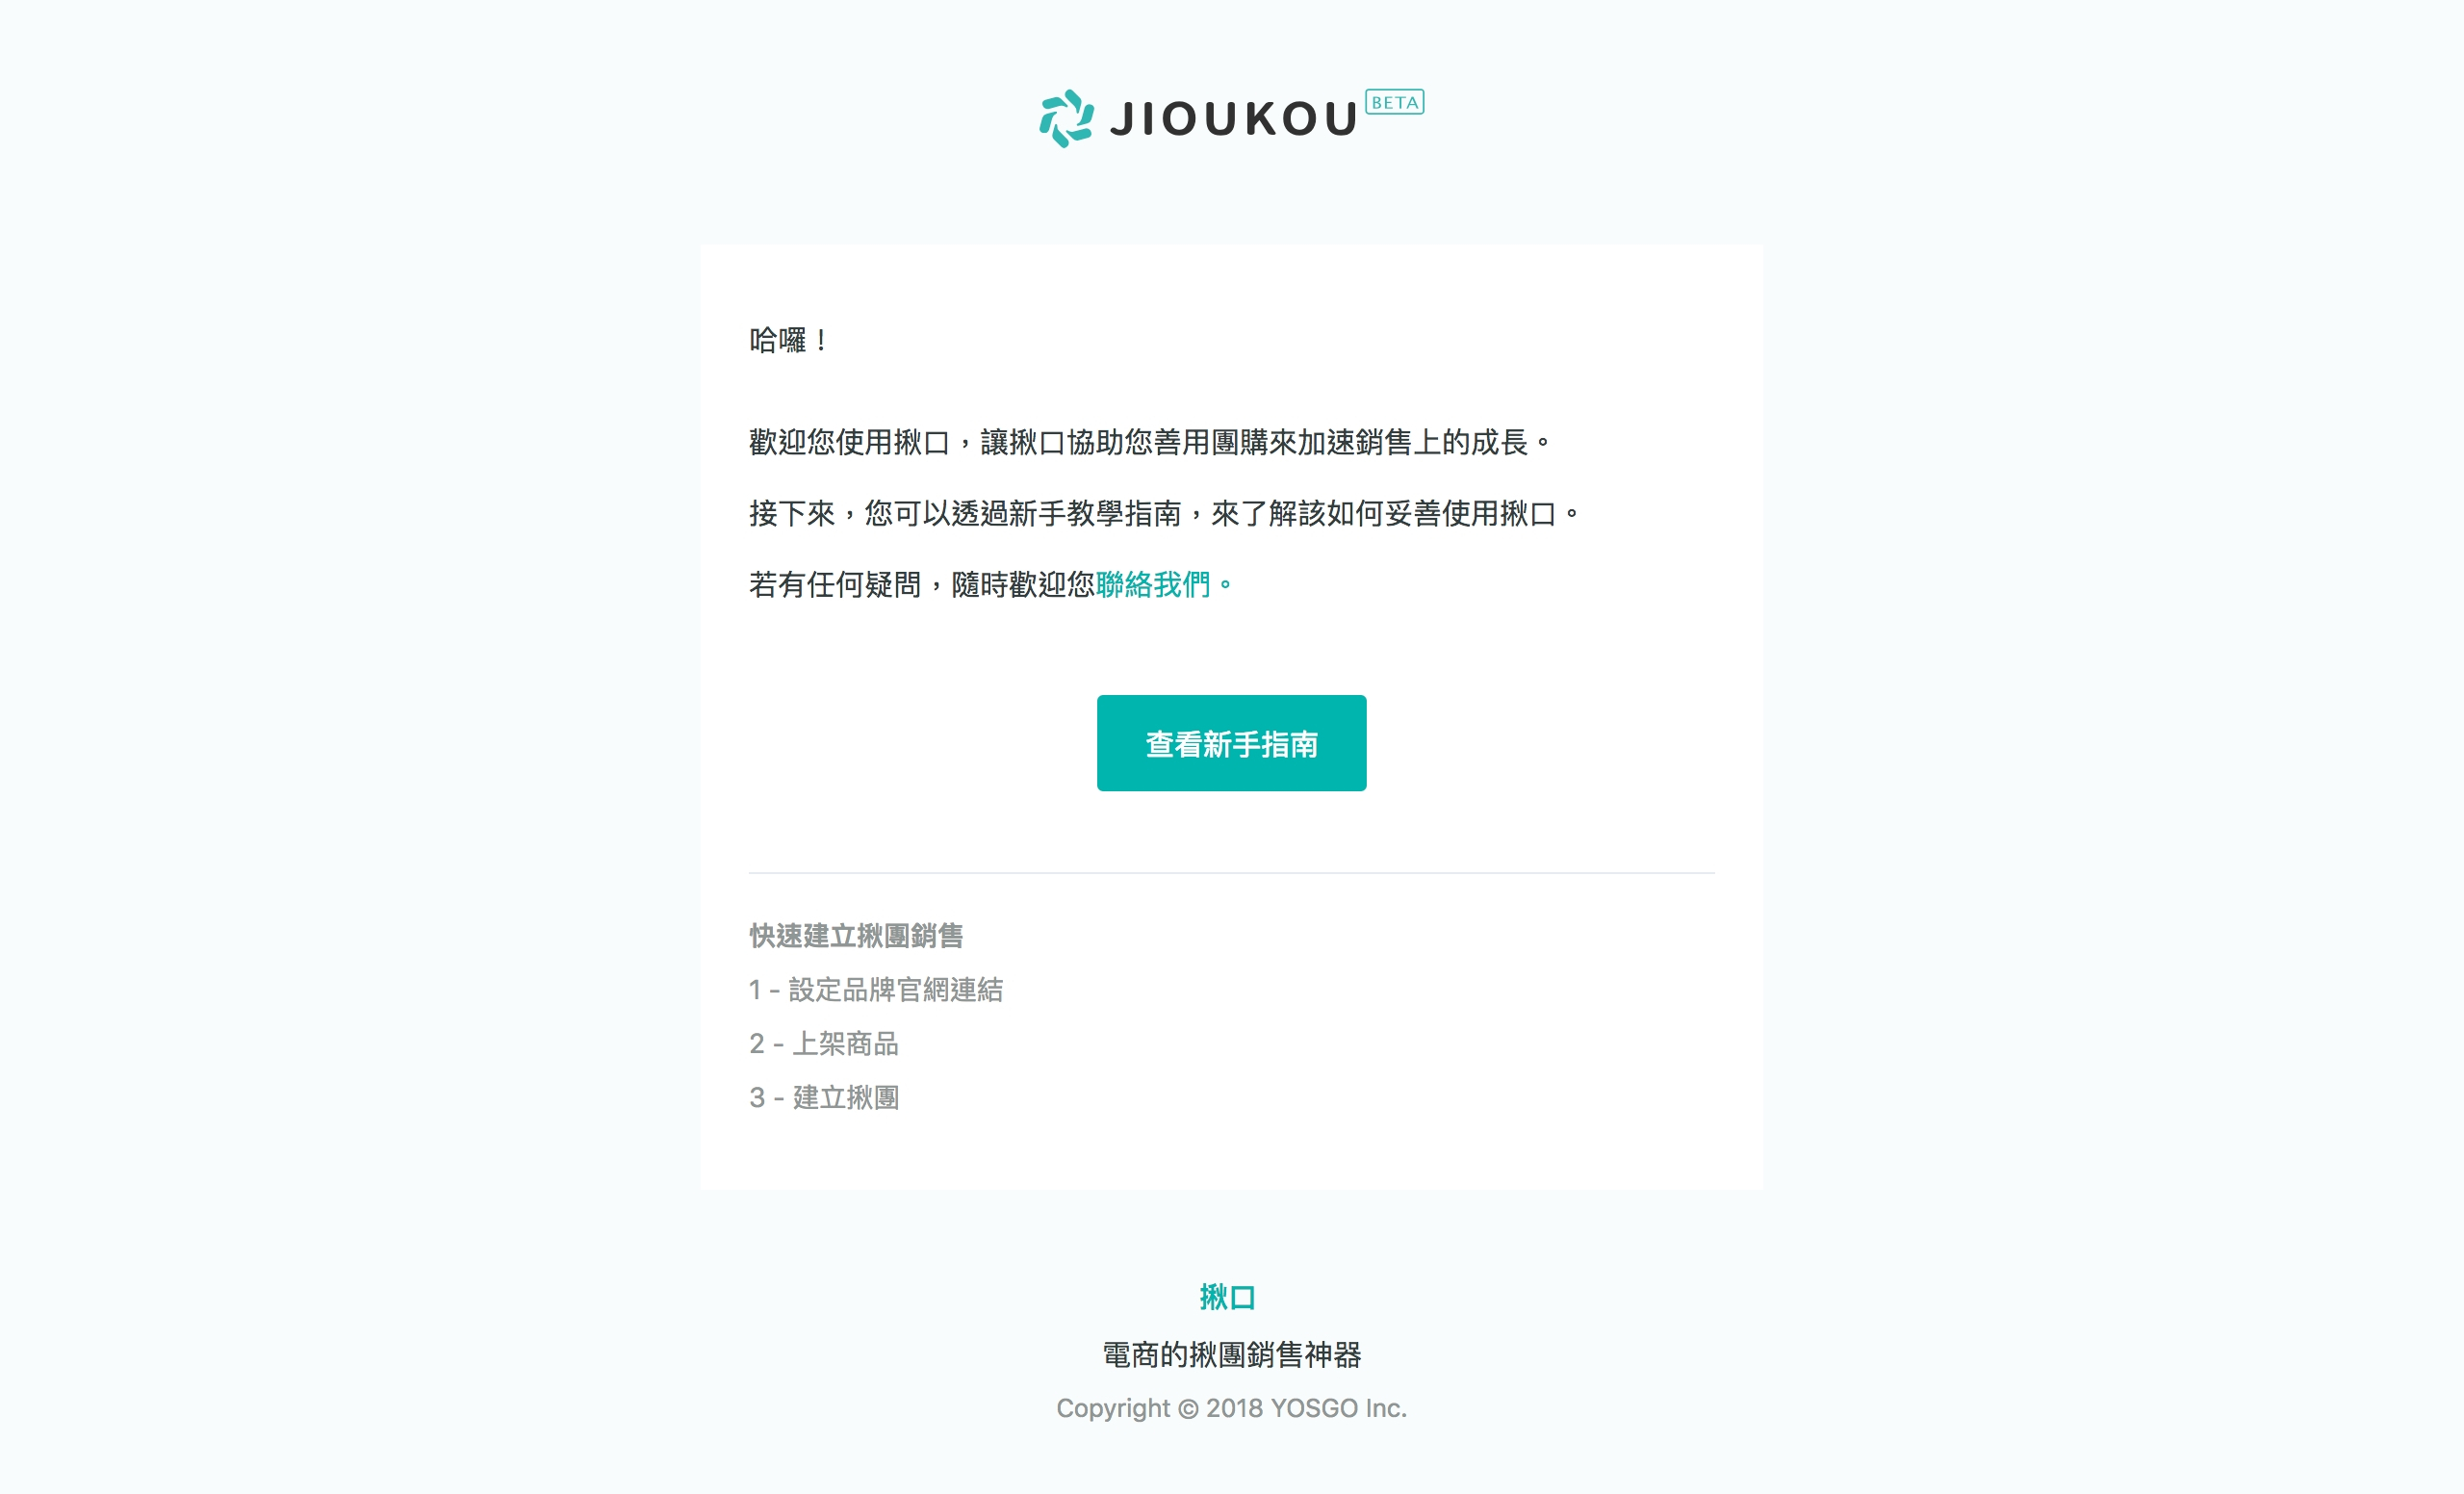 JIOUKOU BETA
哈囉！
歡迎您使用揪口，讓揪口協助您善用團購來加速銷售上的成長。
接下來，您可以透過新手教學指南，來了解該如何妥善使用揪口。
若有任何疑問，隨時歡迎您聯絡我們。
查看新手指南
快速建立揪團銷售
1 - 設定品牌官網連結
2 - 上架商品
3 - 建立揪團
揪口
電商的揪團銷售神器
Copyright © 2018 YOSGO Inc.